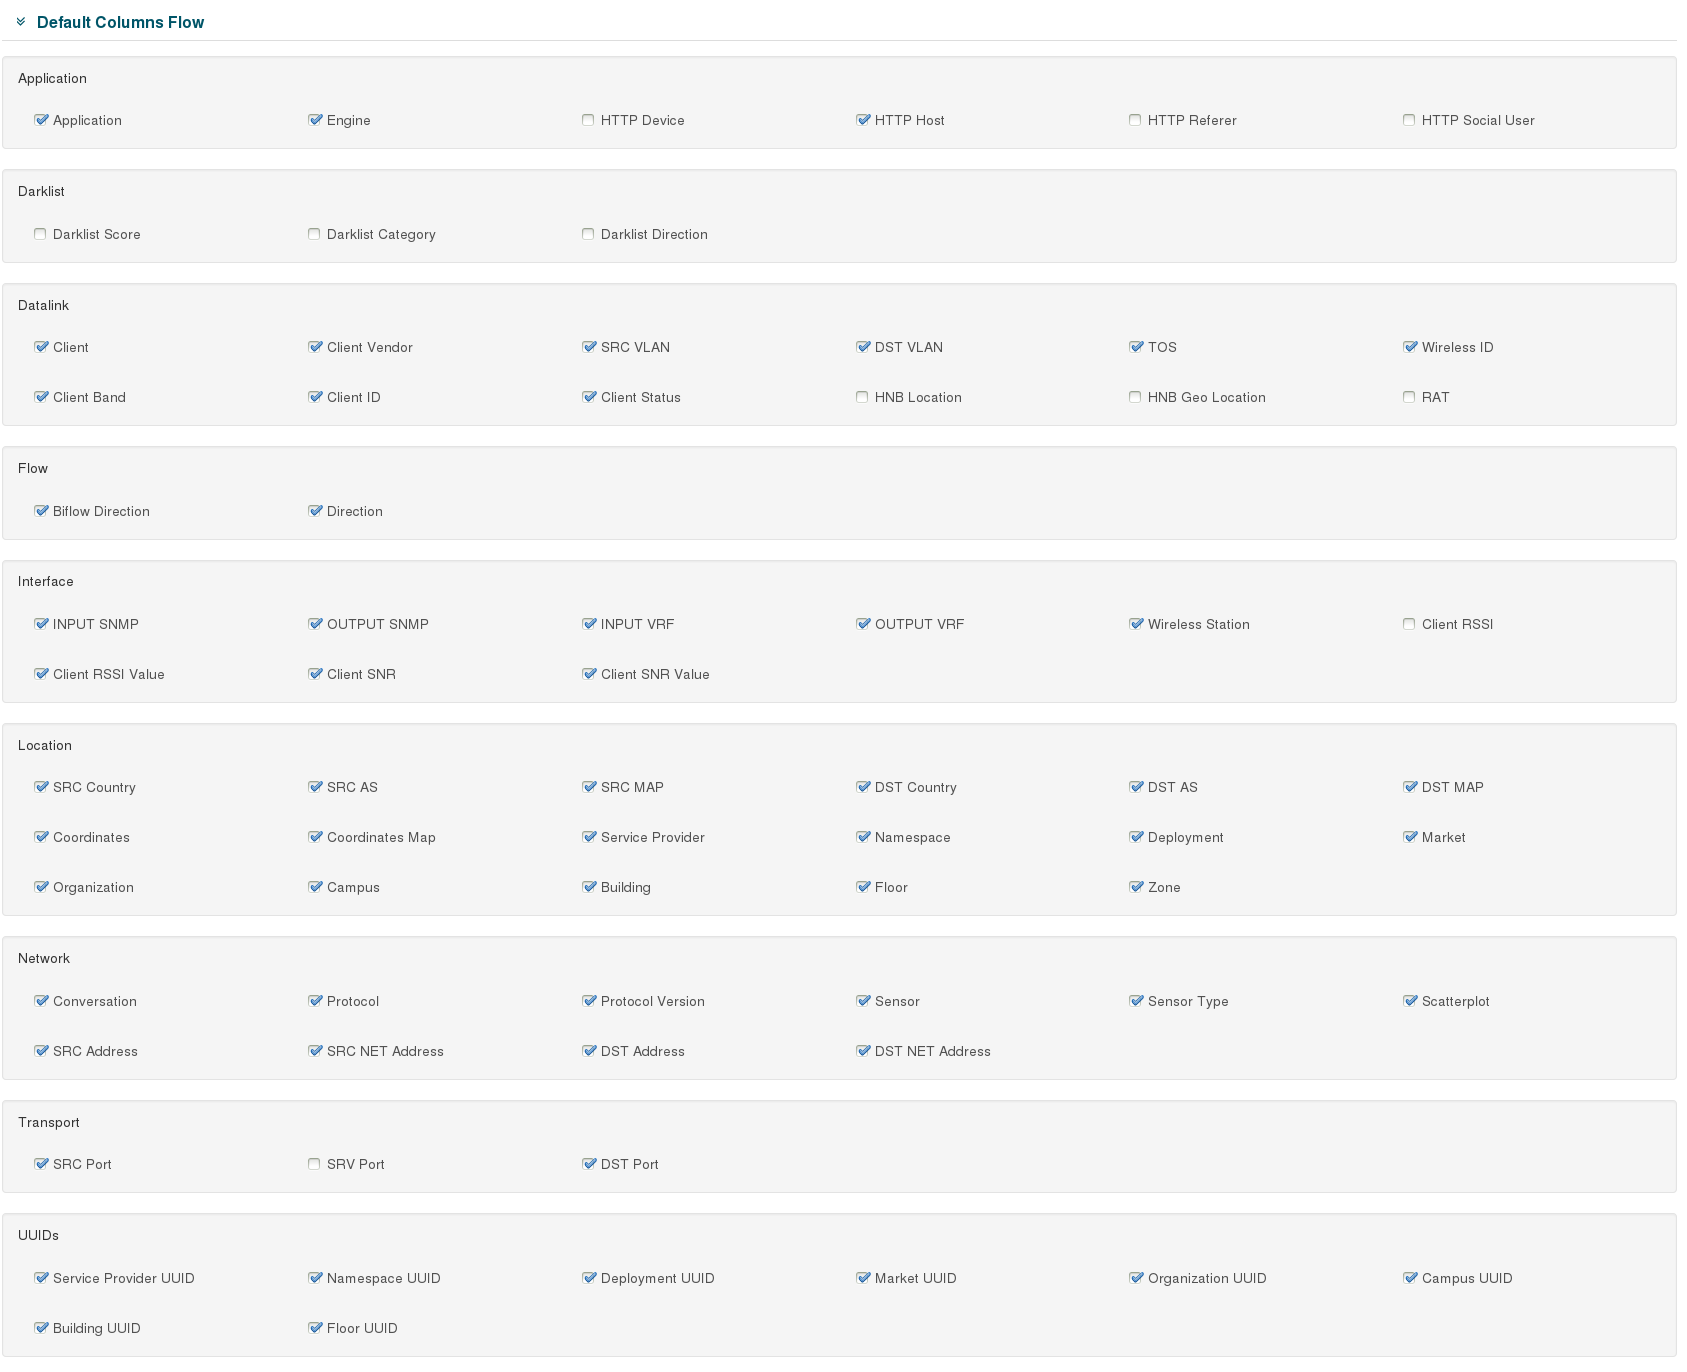 Default Columns Flow
Application
Application Engine HTTP Device HTTP Host HTTP Referer HTTP Social User
Darklist
Darklist Score Darklist Category Darklist Direction
Datalink
Client Client Vendor SRC VLAN DST VLAN TOS Wireless ID
Client Band Client ID Client Status HNB Location HNB Geo Location RAT
Flow
Biflow Direction Direction
Interface
INPUT SNMP OUTPUT SNMP INPUT VRF OUTPUT VRF Wireless Station Client RSSI
Client RSSI Value Client SNR Client SNR Value
Location
SRC Country SRC AS SRC MAP DST Country DST AS DST MAP
Coordinates Coordinates Map Service Provider Namespace Deployment Market
Organization Campus Building Floor Zone
Network
Conversation Protocol Protocol Version Sensor Sensor Type Scatterplot
SRC Address SRC NET Address DST Address DST NET Address
Transport
SRC Port SRV Port DST Port
UUIDs
Service Provider UUID Namespace UUID Deployment UUID Market UUID Organization UUID Campus UUID
Building UUID Floor UUID